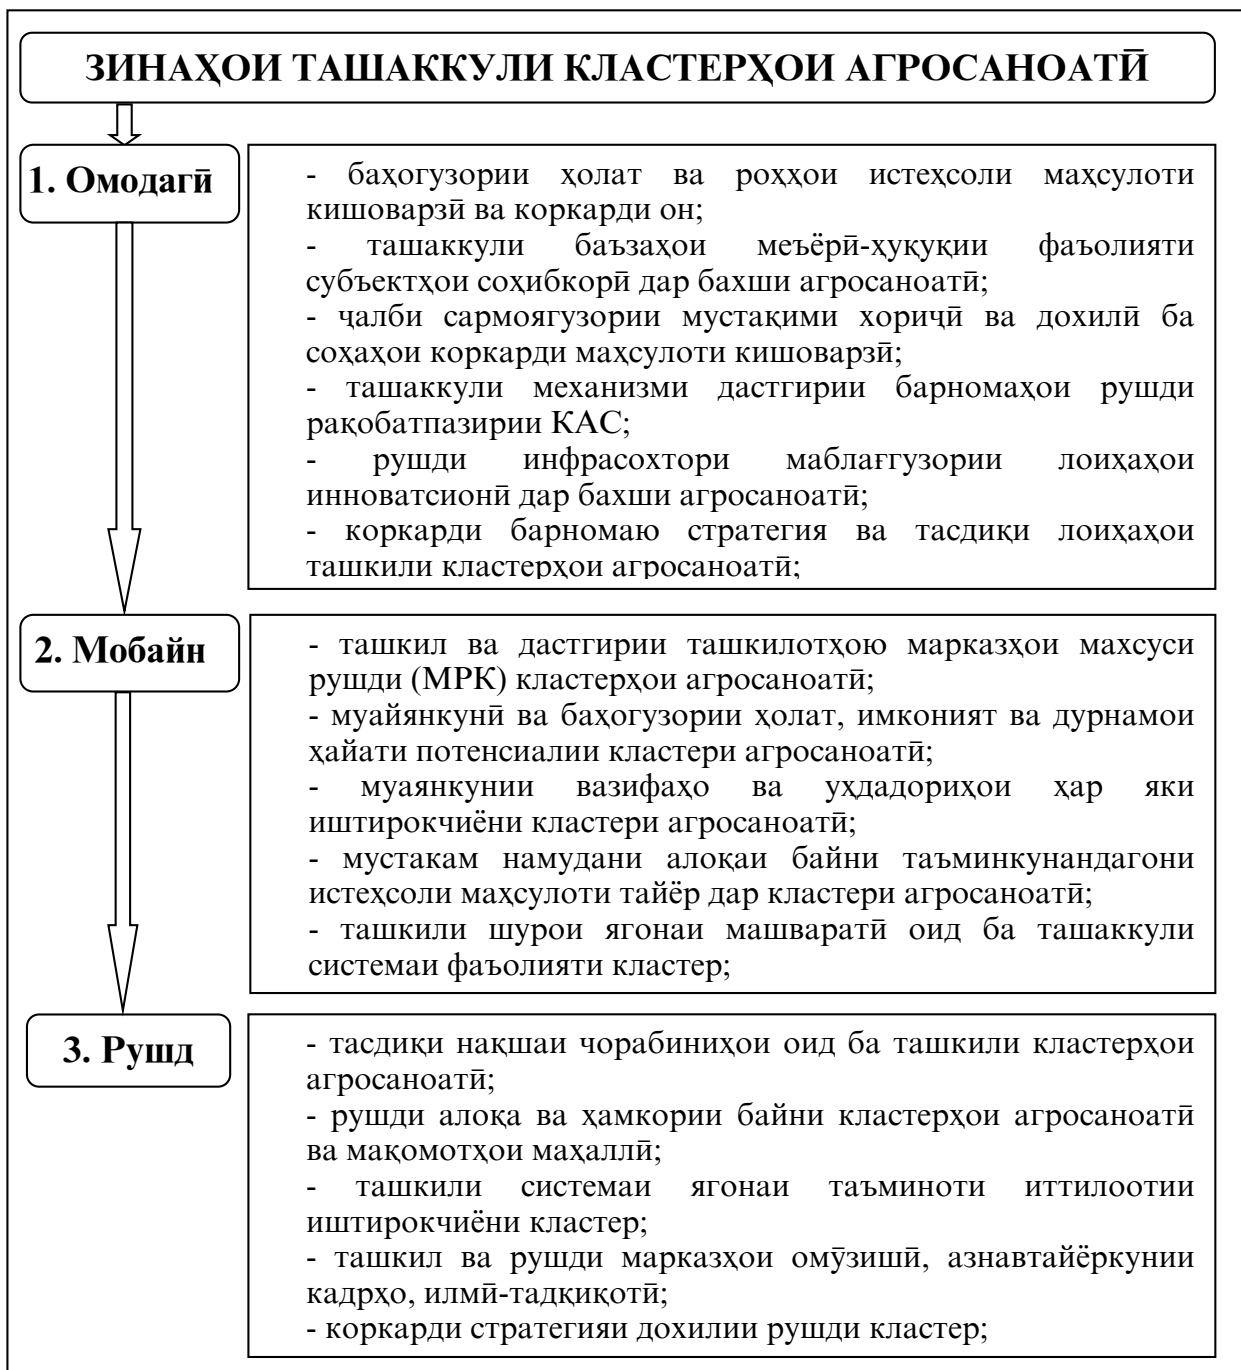 ЗИНАҲОИ ТАШАККУЛИ КЛАСТЕРҲОИ АГРОСАНОАТӢ
1. Омодагӣ
- баҳогузории ҳолат ва роҳҳои истеҳсоли маҳсулоти
кишоварзӣ ва коркарди он;
- ташаккули баъзаҳои меъёрӣ-ҳуқуқии фаъолияти
субъектҳои соҳибкорӣ дар бахши агросаноатӣ;
- ҷалби сармоягузории мустақими хориҷӣ ва дохилӣ ба
соҳаҳои коркарди маҳсулоти кишоварзӣ;
- ташаккули механизми дастгирии барномаҳои рушди
рақобатпазирии КАС;
- рушди инфрасохтори маблағгузории лоиҳаҳои
инноватсионӣ дар бахши агросаноатӣ;
- коркарди барномаю стратегия ва тасдиқи лоиҳаҳои
ташкили кластерҳои агросаноатӣ;
2. Мобайн
- ташкил ва дастгирии ташкилотҳою марказҳои махсуси
рушди (МРК) кластерҳои агросаноатӣ;
- муайянкунӣ ва баҳогузории ҳолат, имконият ва дурнамои
ҳайати потенсиалии кластери агросаноатӣ;
- муаянкунии вазифаҳо ва уҳдадориҳои ҳар яки
иштирокчиёни кластери агросаноатӣ;
- мустакам намудани алоқаи байни таъминкунандагони
истеҳсоли маҳсулоти тайёр дар кластери агросаноатӣ;
- ташкили шурои ягонаи машваратӣ оид ба ташаккули
системаи фаъолияти кластер;
3. Рушд
- тасдиқи нақшаи чорабиниҳои оид ба ташкили кластерҳои
агросаноатӣ;
- рушди алоқа ва ҳамкории байни кластерҳои агросаноатӣ
ва мақомотҳои маҳаллӣ;
- ташкили системаи ягонаи таъминоти иттилоотии
иштирокчиёни кластер;
- ташкил ва рушди марказҳои омӯзишӣ, азнавтайёркунии
кадрҳо, илмӣ-тадқиқотӣ;
- коркарди стратегияи дохилии рушди кластер;